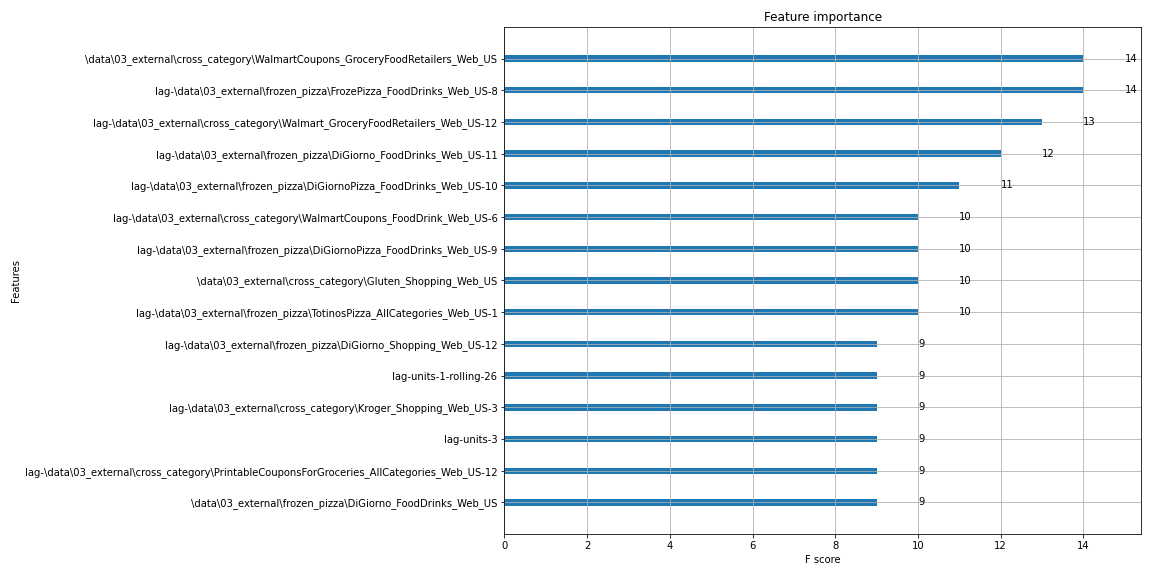 Feature importance
\data\03_external\cross_category\WalmartCoupons_GroceryFoodRetailers_Web_US 14
lag-\data\03_external\frozen_pizza\FrozePizza_FoodDrinks_Web_US-8 14
lag-\data\03_external\cross_category\Walmart_GroceryFoodRetailers_Web_US-12 13
lag-\data\03_external\frozen_pizza\DiGiorno_FoodDrinks_Web_US-11 12
lag-\data\03_external\frozen_pizza\DiGiornoPizza_FoodDrinks_Web_US-10 11
lag-\data\03_external\cross_category\WalmartCoupons_FoodDrink_Web_US-6 10
lag-\data\03_external\frozen_pizza\DiGiornoPizza_FoodDrinks_Web_US-9 10
\data\03_external\cross_category\Gluten_Shopping_Web_US 10
lag-\data\03_external\frozen_pizza\TotinosPizza_AllCategories_Web_US-1 10
lag-\data\03_external\frozen_pizza\DiGiorno_Shopping_Web_US-12 9
lag-units-1-rolling-26 9
lag-\data\03_external\cross_category\Kroger_Shopping_Web_US-3 9
lag-units-3 9
lag-\data\03_external\cross_category\PrintableCouponsForGroceries_AllCategories_Web_US-12 9
\data\03_external\frozen_pizza\DiGiorno_FoodDrinks_Web_US 9
Features
0 2 4 6 8 10 12 14
F score